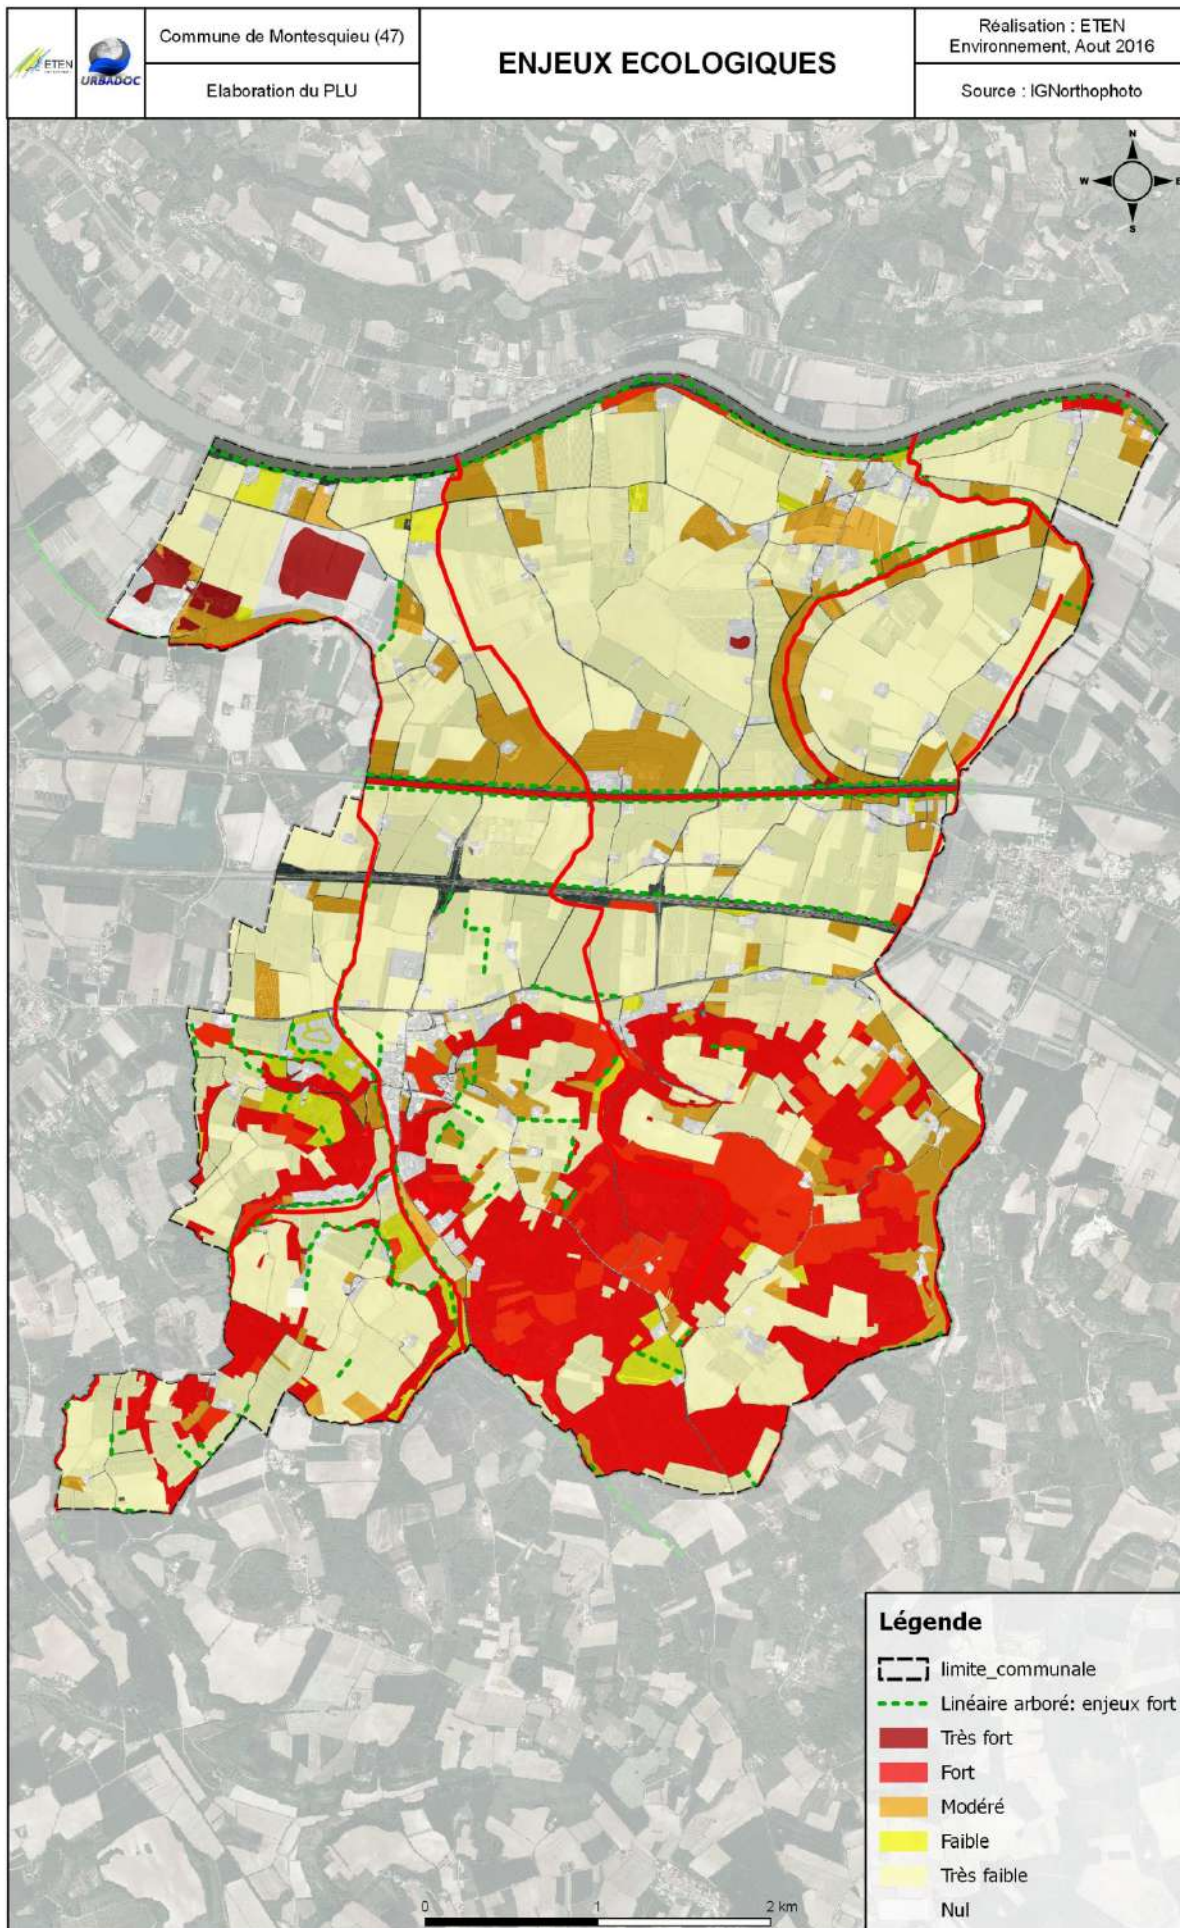 ETEN
URBADOC
Commune de Montesquieu (47)
Elaboration du PLU
ENJEUX ECOLOGIQUES
Réalisation : ETEN
Environnement, Aout 2016
Source : IGNorthophoto
N
W
E
S
Légende
limite_communale
Linéaire arboré: enjeux fort
Très fort
Fort
Modéré
Faible
Très faible
Nul
0 1 2 km